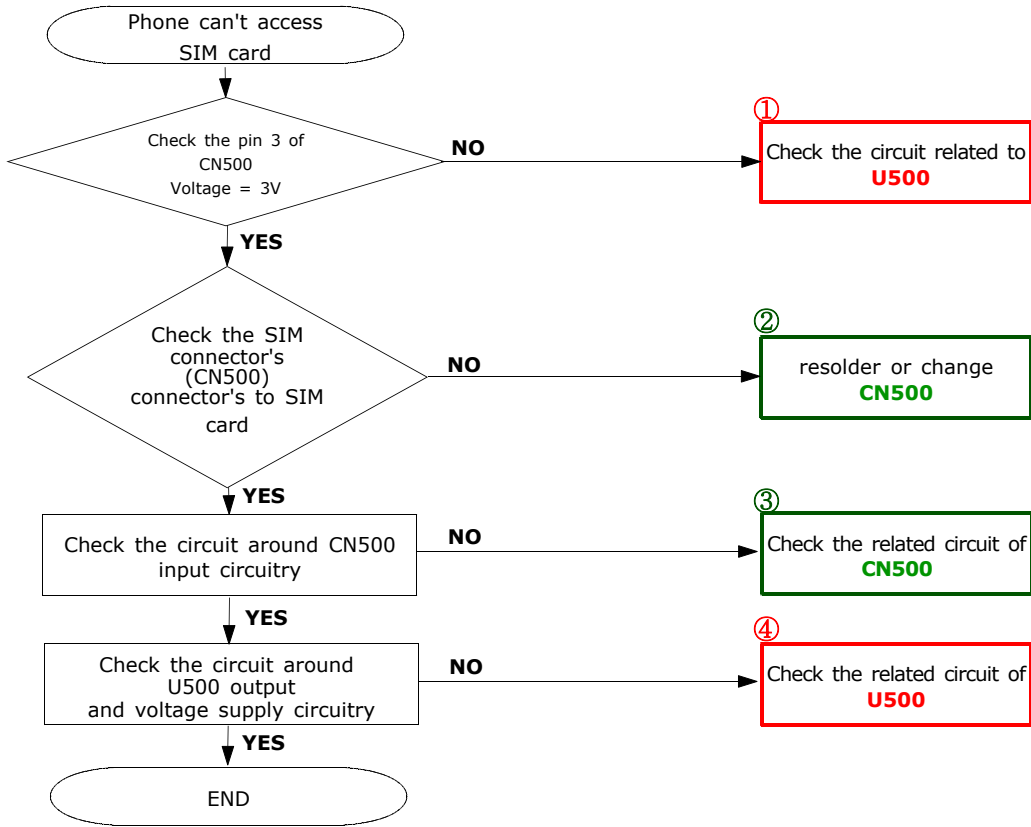 Phone can't access
SIM card
Check the pin 3 of
CN500
Voltage = 3V
NO
①
Check the circuit related to
U500
YES
Check the SIM
connector's
(CN500)
connector's to SIM
card
NO
②
resolder or change
CN500
YES
Check the circuit around CN500
input circuitry
NO
③
Check the related circuit of
CN500
YES
Check the circuit around
U500 output
and voltage supply circuitry
NO
④
Check the related circuit of
U500
YES
END